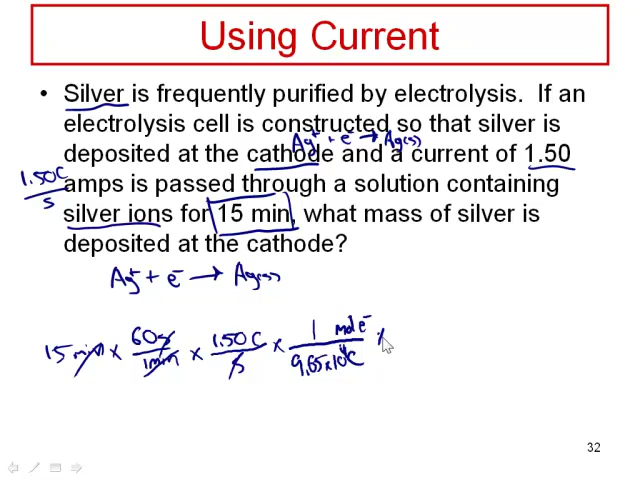 Using Current
• Silver is frequently purified by electrolysis. If an
electrolysis cell is constructed so that silver is
Ag⁺ + e⁻ → Ag(s)
deposited at the cathode and a current of 1.50
1.50C/s
amps is passed through a solution containing
silver ions for 15 min, what mass of silver is
deposited at the cathode?
Ag⁺ + e⁻ → Ag(s)
15 min × 60s/1min × 1.50 C/s × 1 mol e⁻/9.65×10⁴C ×
32